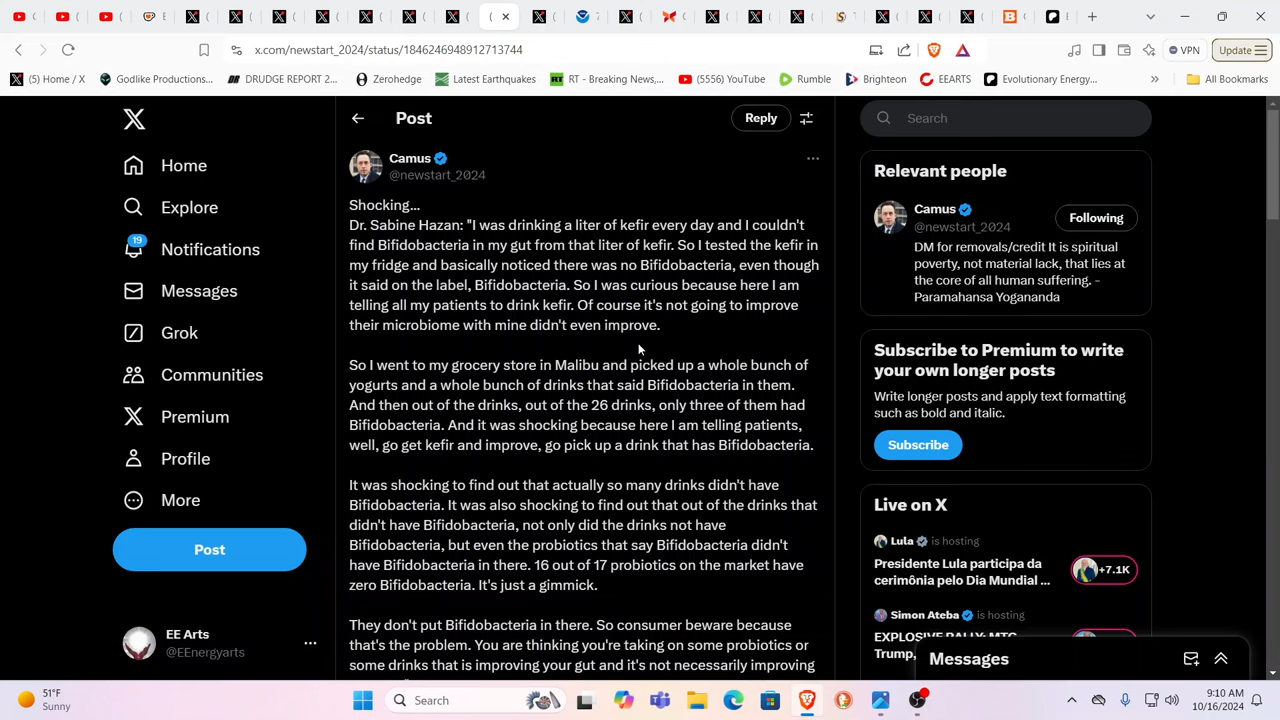 x.com/newstart_2024/status/1846246948912713744
VPN
Update
(5) Home / X
Godlike Productions...
DRUDGE REPORT 2...
Zerohedge
Latest Earthquakes
RT - Breaking News,...
(5555) YouTube
Rumble
Brighteon
EEARTS
Evolutionary Energy...
All Bookmarks
Home
Explore
19
Notifications
Messages
Grok
Communities
Premium
Profile
More
Post
EE Arts
@EEnergyarts
Post
Reply
Camus
@newstart_2024
Shocking...
Dr. Sabine Hazan: "I was drinking a liter of kefir every day and I couldn't
find Bifidobacteria in my gut from that liter of kefir. So I tested the kefir in
my fridge and basically noticed there was no Bifidobacteria, even though
it said on the label, Bifidobacteria. So I was curious because here I am
telling all my patients to drink kefir. Of course it's not going to improve
their microbiome with mine didn't even improve.
So I went to my grocery store in Malibu and picked up a whole bunch of
yogurts and a whole bunch of drinks that said Bifidobacteria in them.
And then out of the drinks, out of the 26 drinks, only three of them had
Bifidobacteria. And it was shocking because here I am telling patients,
well, go get kefir and improve, go pick up a drink that has Bifidobacteria.
It was shocking to find out that actually so many drinks didn't have
Bifidobacteria. It was also shocking to find out that out of the drinks that
didn't have Bifidobacteria, not only did the drinks not have
Bifidobacteria, but even the probiotics that say Bifidobacteria didn't
have Bifidobacteria in there. 16 out of 17 probiotics on the market have
zero Bifidobacteria. It's just a gimmick.
They don't put Bifidobacteria in there. So consumer beware because
that's the problem. You are thinking you're taking on some probiotics or
some drinks that is improving your gut and it's not necessarily improving
Search
Relevant people
Camus
@newstart_2024
Following
DM for removals/credit It is spiritual
poverty, not material lack, that lies at
the core of all human suffering. -
Paramahansa Yogananda
Subscribe to Premium to write
your own longer posts
Write longer posts and apply text formatting
such as bold and italic.
Subscribe
Live on X
Lula is hosting
Presidente Lula participa da
cerimônia pelo Dia Mundial ...
+7.1K
Simon Ateba is hosting
EXPLOSIVE RALLY: MTG,
Trump,
Messages
51°F
Sunny
Search
9:10 AM
10/16/2024